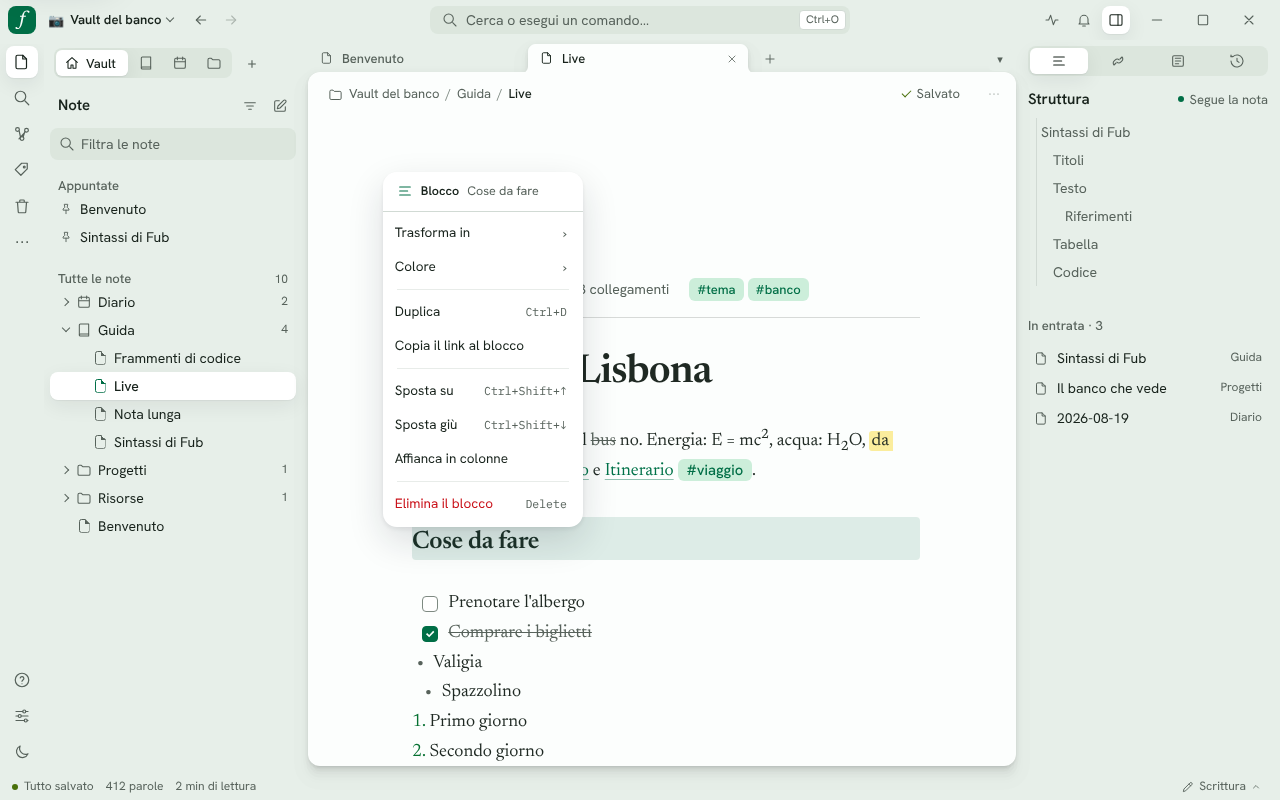 f
Vault del banco
Cerca o esegui un comando...
Ctrl+O
Vault
Note
Filtra le note
Appuntate
Benvenuto
Sintassi di Fub
Tutte le note 10
Diario 2
Guida 4
Frammenti di codice
Live
Nota lunga
Sintassi di Fub
Progetti 1
Risorse 1
Benvenuto
Benvenuto
Live
Vault del banco / Guida / Live
Salvato
Blocco Cose da fare
Trasforma in
Colore
Duplica Ctrl+D
Copia il link al blocco
Sposta su Ctrl+Shift+↑
Sposta giù Ctrl+Shift+↓
Affianca in colonne
Elimina il blocco Delete
collegamenti #tema #banco
Lisbona
bus no. Energia: E = mc², acqua: H₂O, da
e Itinerario #viaggio.
Cose da fare
Prenotare l'albergo
Comprare i biglietti
• Valigia
• Spazzolino
1. Primo giorno
2. Secondo giorno
Struttura
Segue la nota
Sintassi di Fub
Titoli
Testo
Riferimenti
Tabella
Codice
In entrata · 3
Sintassi di Fub Guida
Il banco che vede Progetti
2026-08-19 Diario
Tutto salvato 412 parole 2 min di lettura
Scrittura